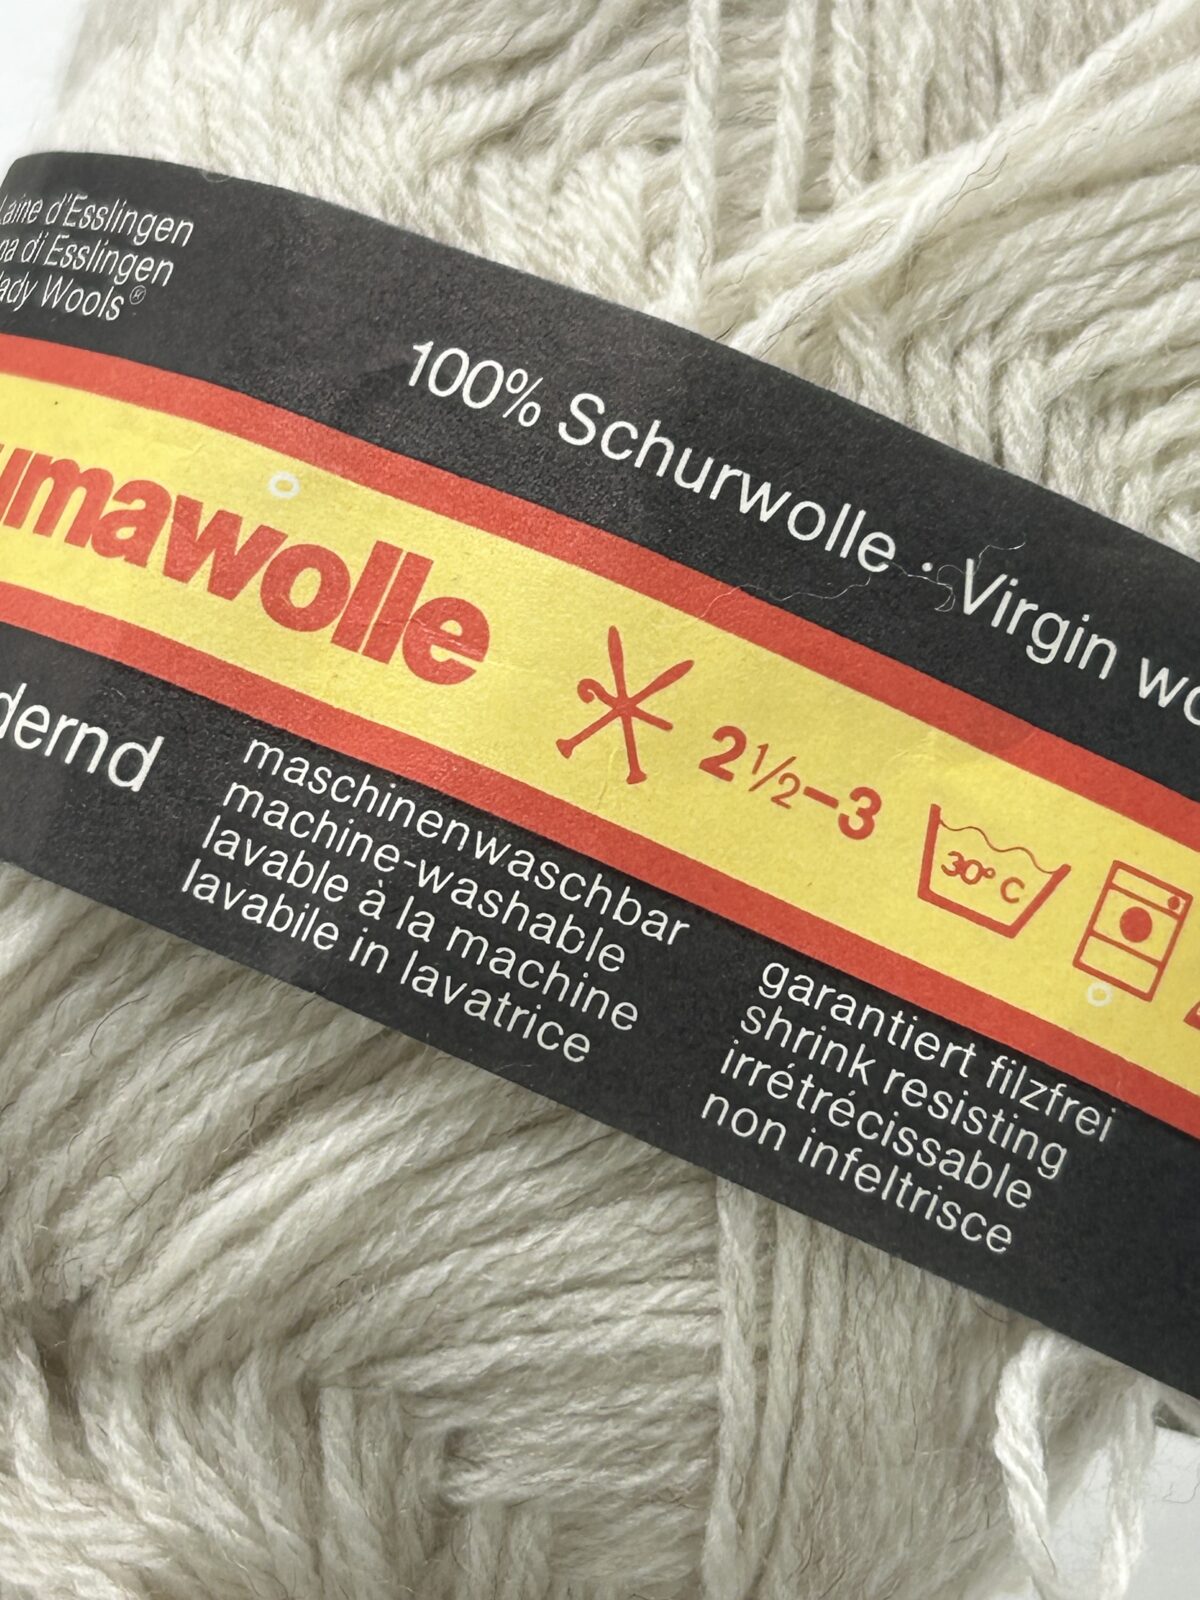 Laine d'Esslingen
na di Esslingen
lady Wools®
100% Schurwolle · Virgin wo
umawolle
2½-3
30° C
dernd
maschinenwaschbar
machine-washable
lavable à la machine
lavabile in lavatrice
garantiert filzfrei
shrink resisting
irrétrécissable
non infeltrisce